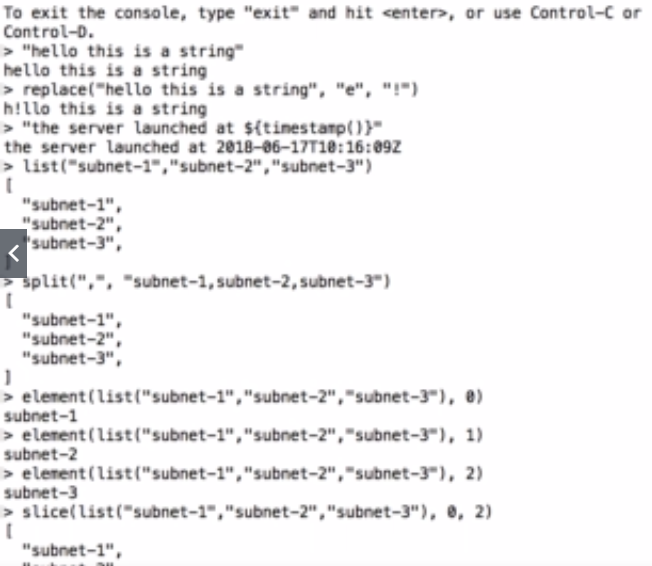 To exit the console, type "exit" and hit <enter>, or use Control-C or
Control-D.
> "hello this is a string"
hello this is a string
> replace("hello this is a string", "e", "!")
h!llo this is a string
> "the server launched at ${timestamp()}"
the server launched at 2018-06-17T10:16:09Z
> list("subnet-1","subnet-2","subnet-3")
[
"subnet-1",
"subnet-2",
"subnet-3",
]
> split(",", "subnet-1,subnet-2,subnet-3")
[
"subnet-1",
"subnet-2",
"subnet-3",
]
> element(list("subnet-1","subnet-2","subnet-3"), 0)
subnet-1
> element(list("subnet-1","subnet-2","subnet-3"), 1)
subnet-2
> element(list("subnet-1","subnet-2","subnet-3"), 2)
subnet-3
> slice(list("subnet-1","subnet-2","subnet-3"), 0, 2)
[
"subnet-1",